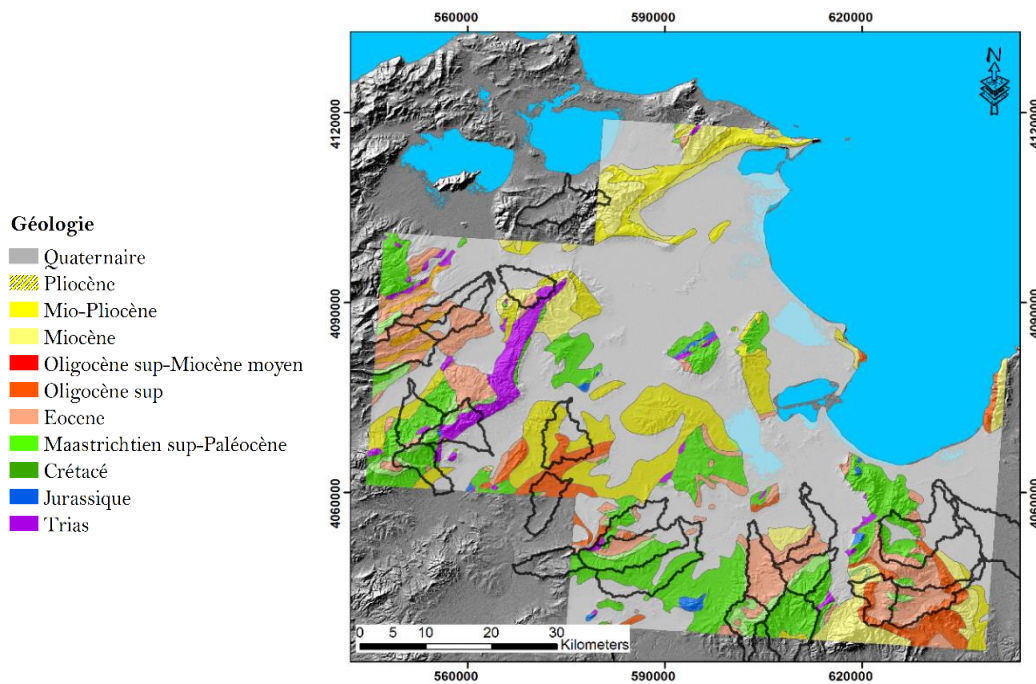 560000 590000 620000
N
4120000 4120000
Géologie
Quaternaire
Pliocène
Mio-Pliocène
4090000 4090000
Miocène
Oligocène sup-Miocène moyen
Oligocène sup
Eocene
Maastrichtien sup-Paléocène
Crétacé
Jurassique
4060000 4060000
Trias
0 5 10 20 30
Kilometers
560000 590000 620000